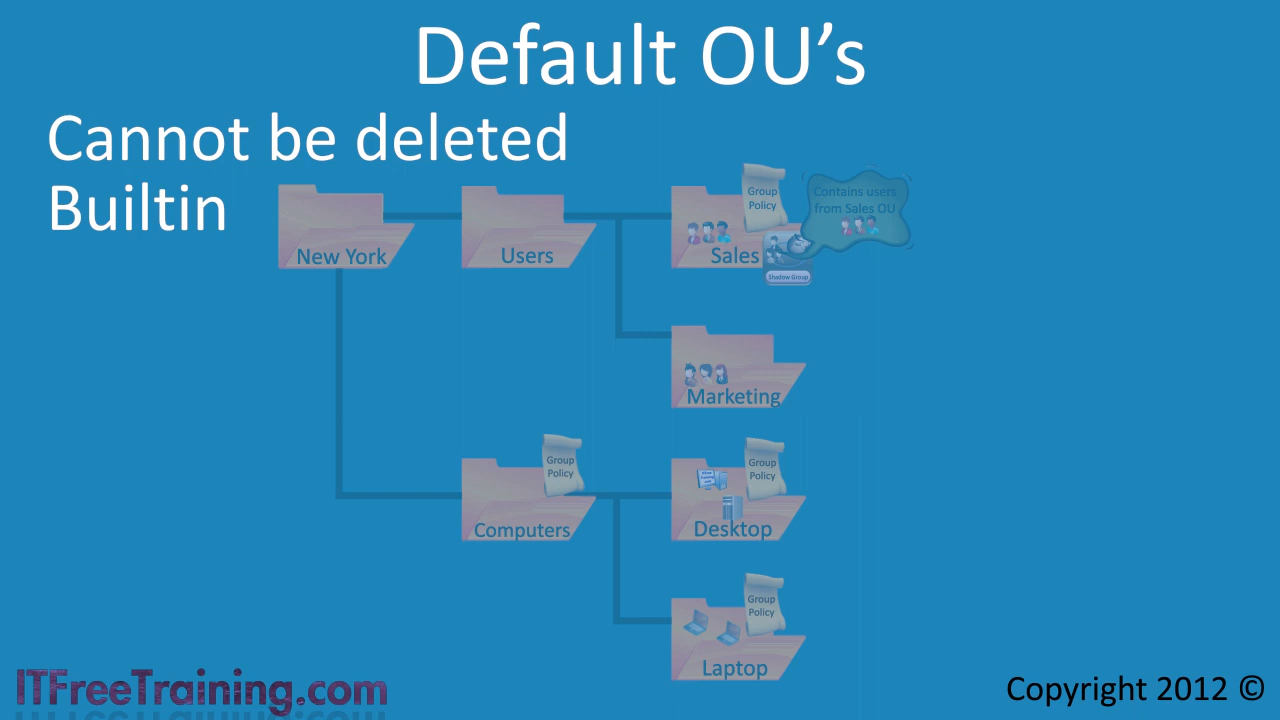 Default OU's
Cannot be deleted
Builtin
New York
Users
Sales
Group
Policy
Contains users
from Sales OU
Shadow Group
Marketing
Computers
Group
Policy
Desktop
Group
Policy
Laptop
Group
Policy
ITFreeTraining.com
Copyright 2012 ©